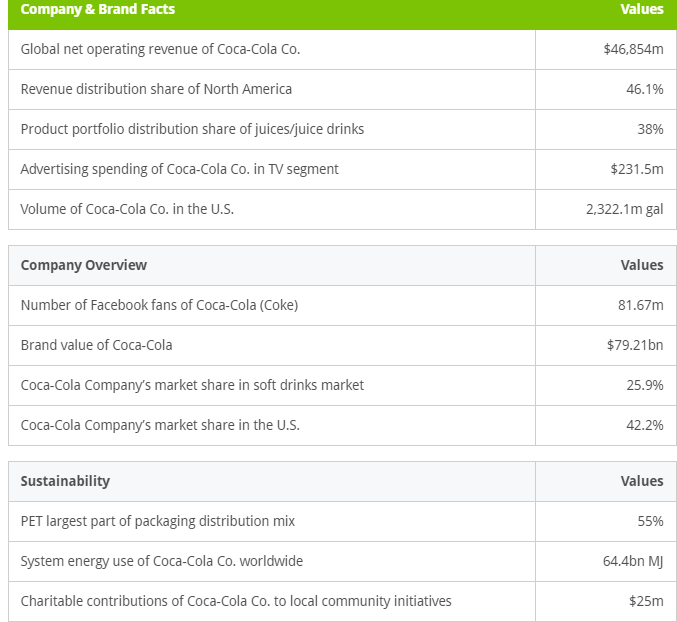 Company & Brand Facts Values
Global net operating revenue of Coca-Cola Co. $46,854m
Revenue distribution share of North America 46.1%
Product portfolio distribution share of juices/juice drinks 38%
Advertising spending of Coca-Cola Co. in TV segment $231.5m
Volume of Coca-Cola Co. in the U.S. 2,322.1m gal
Company Overview Values
Number of Facebook fans of Coca-Cola (Coke) 81.67m
Brand value of Coca-Cola $79.21bn
Coca-Cola Company's market share in soft drinks market 25.9%
Coca-Cola Company's market share in the U.S. 42.2%
Sustainability Values
PET largest part of packaging distribution mix 55%
System energy use of Coca-Cola Co. worldwide 64.4bn MJ
Charitable contributions of Coca-Cola Co. to local community initiatives $25m